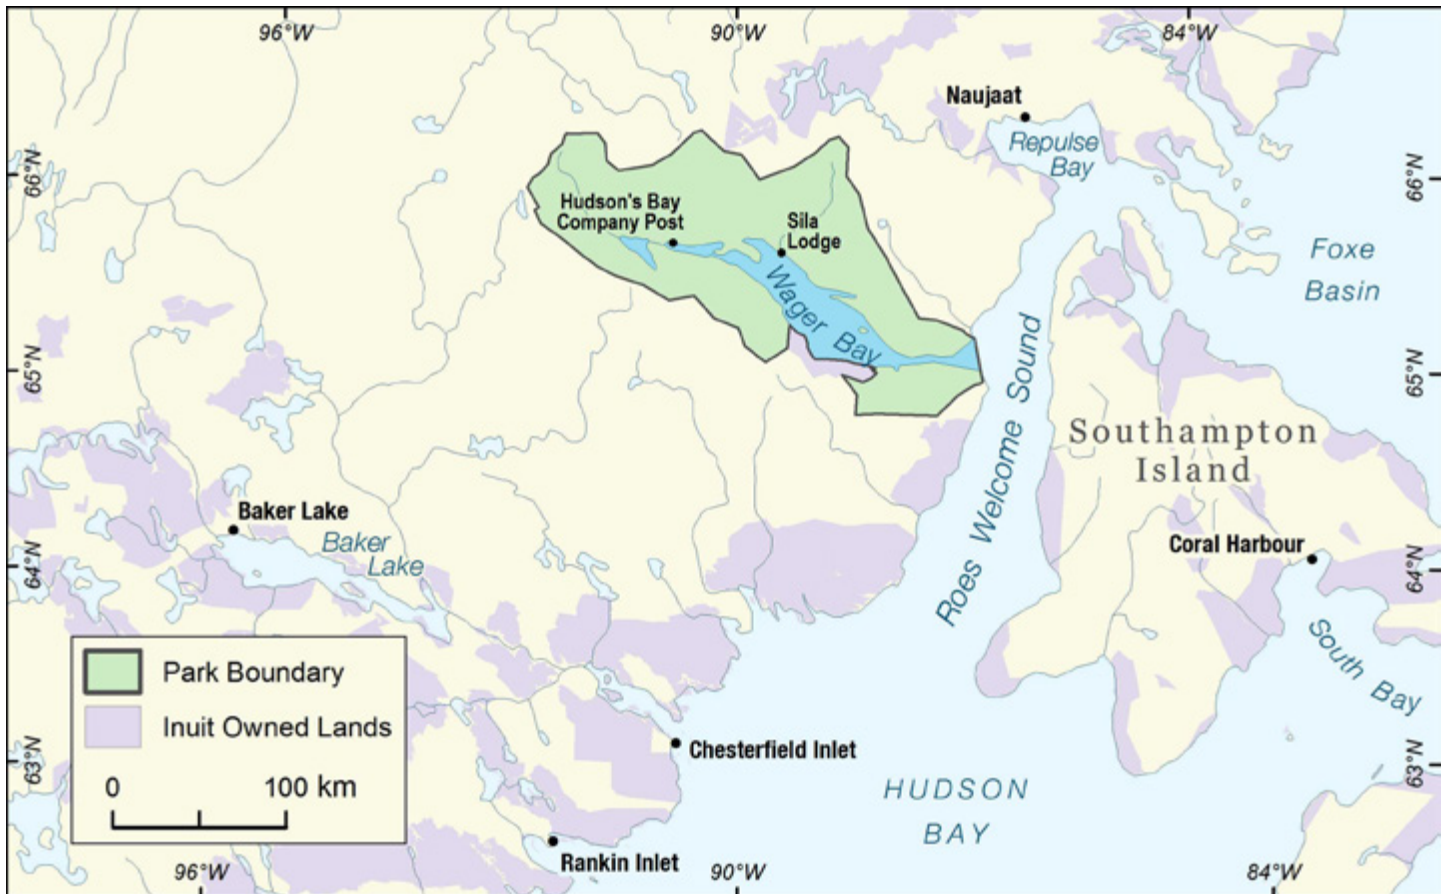 96°W
90°W
84°W
Naujaat
Repulse
Bay
66°N
66°N
Hudson's Bay
Company Post
Sila
Lodge
Foxe
Basin
Wager Bay
65°N
65°N
Roes Welcome Sound
Southampton
Island
Baker Lake
Baker
Lake
Coral Harbour
64°N
64°N
South Bay
Park Boundary
Inuit Owned Lands
0
100 km
Chesterfield Inlet
63°N
63°N
HUDSON
BAY
Rankin Inlet
96°W
90°W
84°W